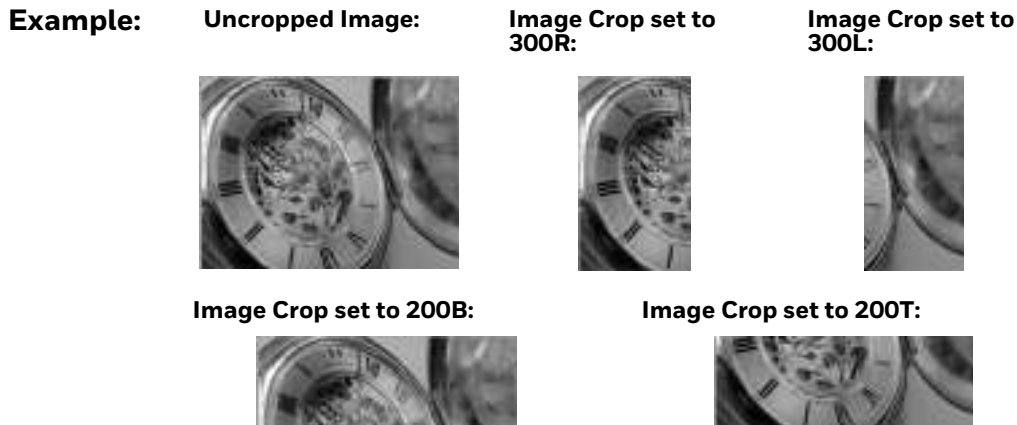 Example:
Uncropped Image:
Image Crop set to
300R:
Image Crop set to
300L:
Image Crop set to 200B:
Image Crop set to 200T: